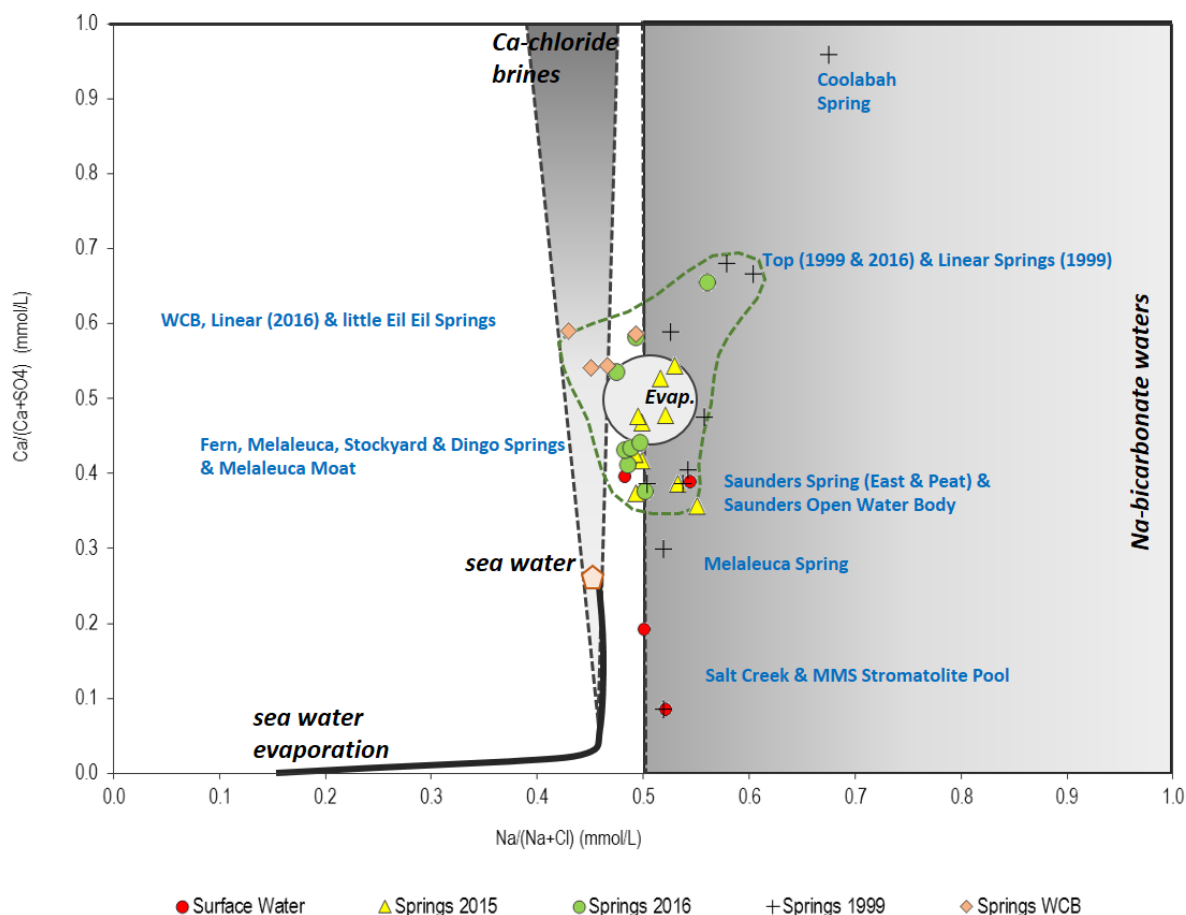 1.0
0.9
0.8
0.7
0.6
0.5
0.4
0.3
0.2
0.1
0.0
Ca/(Ca+SO4) (mmol/L)
Ca-chloride
brines
Coolabah
Spring
Top (1999 & 2016) & Linear Springs (1999)
WCB, Linear (2016) & little Eil Eil Springs
Evap.
Na-bicarbonate waters
Fern, Melaleuca, Stockyard & Dingo Springs
& Melaleuca Moat
Saunders Spring (East & Peat) &
Saunders Open Water Body
sea water
Melaleuca Spring
Salt Creek & MMS Stromatolite Pool
sea water
evaporation
0.0 0.1 0.2 0.3 0.4 0.5 0.6 0.7 0.8 0.9 1.0
Na/(Na+Cl) (mmol/L)
Surface Water Springs 2015 Springs 2016 Springs 1999 Springs WCB